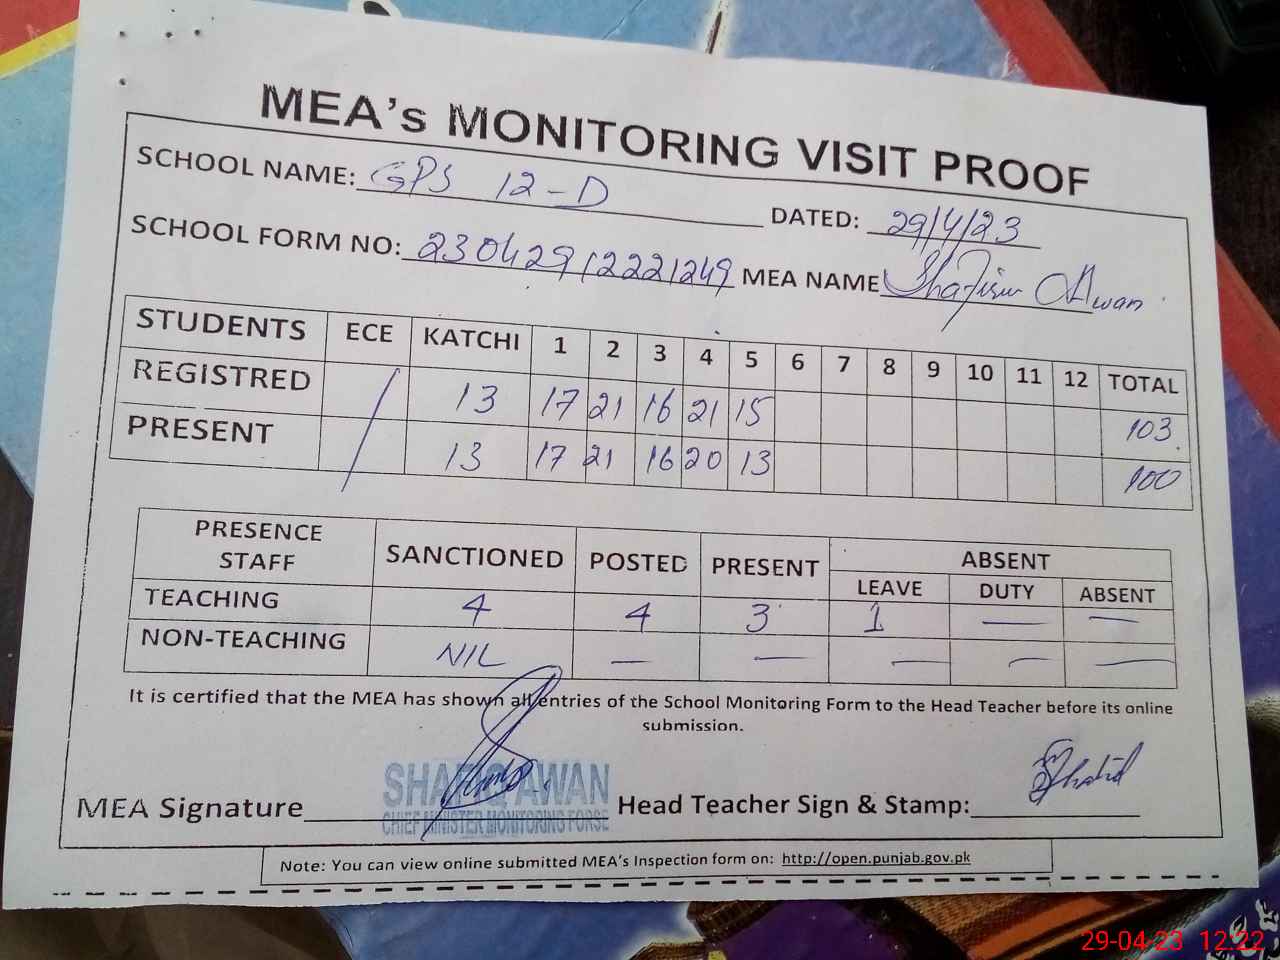 MEA's MONITORING VISIT PROOF
SCHOOL NAME: GPS 12-D DATED: 29/4/23
SCHOOL FORM NO: 23042912221249 MEA NAME Awan
STUDENTS ECE KATCHI 1 2 3 4 5 6 7 8 9 10 11 12 TOTAL
REGISTRED / 13 17 21 16 21 15 103
PRESENT 13 17 21 16 20 13 100
PRESENCE STAFF SANCTIONED POSTED PRESENT ABSENT
LEAVE DUTY ABSENT
TEACHING 4 4 3 1 — —
NON-TEACHING NIL — — — — —
It is certified that the MEA has shown all entries of the School Monitoring Form to the Head Teacher before its online
submission.
MEA Signature SHAFIQ AWAN Head Teacher Sign & Stamp: Shahid
CHIEF MINISTER MONITORING FORSE
Note: You can view online submitted MEA's Inspection form on: http://open.punjab.gov.pk
29-04-23 12:22